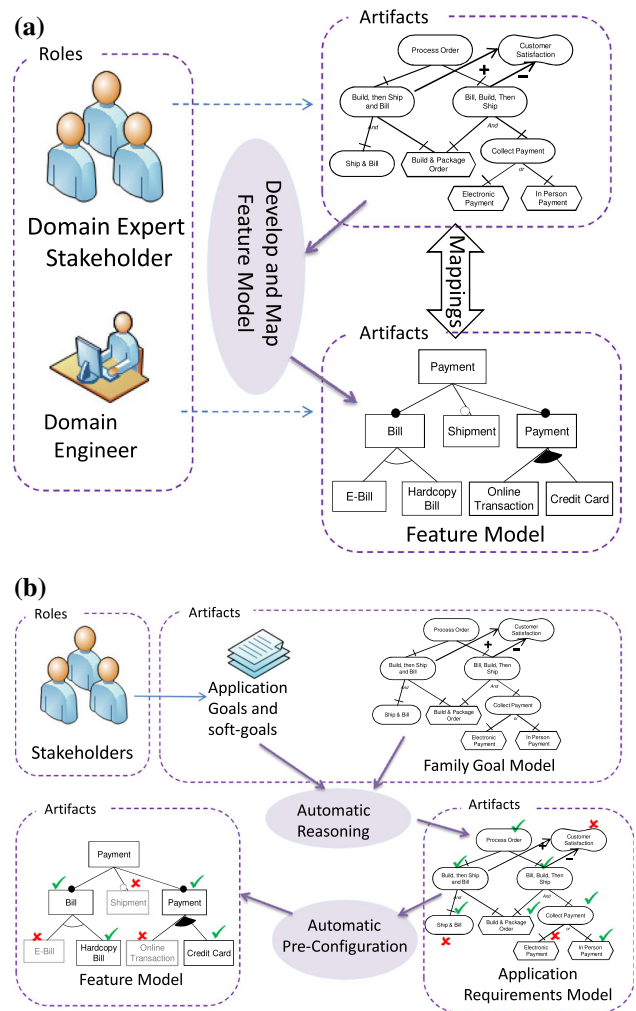 (a)
Artifacts
Roles
Process Order
Customer
Satisfaction
+
–
Build, then Ship
and Bill
Bill, Build, Then
Ship
And
And
Ship & Bill
Build & Package
Order
Collect Payment
or
Electronic
Payment
In Person
Payment
Domain Expert
Stakeholder
Develop and Map
Feature Model
Mappings
Artifacts
Payment
Bill
Shipment
Payment
E-Bill
Hardcopy
Bill
Online
Transaction
Credit Card
Feature Model
Domain
Engineer
(b)
Roles
Artifacts
Stakeholders
Application
Goals and
soft-goals
Process Order
Customer
Satisfaction
+
–
Build, then Ship
and Bill
Bill, Build, Then
Ship
And
And
Ship & Bill
Build & Package
Order
Collect Payment
or
Electronic
Payment
In Person
Payment
Family Goal Model
Automatic
Reasoning
Artifacts
Payment
Bill
Shipment
Payment
E-Bill
Hardcopy
Bill
Online
Transaction
Credit Card
Feature Model
Automatic
Pre-Configuration
Artifacts
Process Order
Customer
Satisfaction
+
–
Build, then Ship
and Bill
Bill, Build, Then
Ship
And
And
Ship & Bill
Build & Package
Order
Collect Payment
or
Electronic
Payment
In Person
Payment
Application
Requirements Model